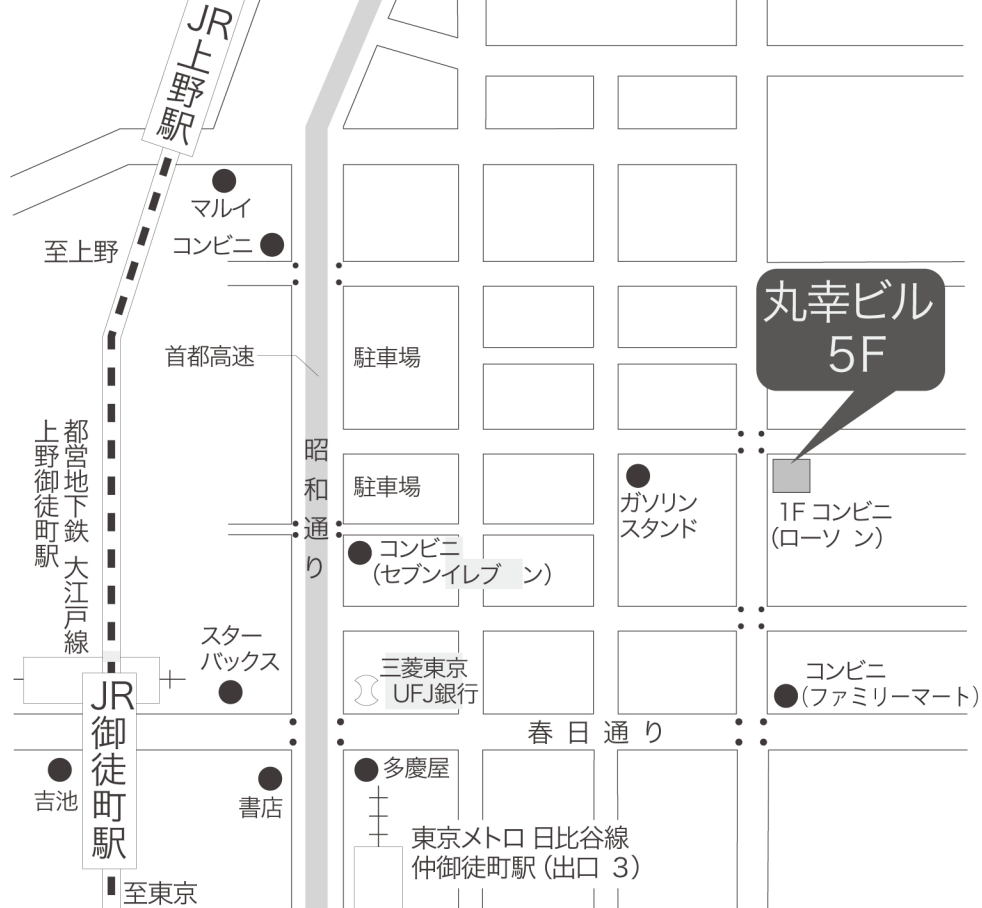 JR上野駅
マルイ
コンビニ
至上野
丸幸ビル
5F
首都高速
駐車場
昭和通り
駐車場
都営地下鉄 大江戸線
上野御徒町駅
ガソリン
スタンド
1F コンビニ
(ローソ ン)
コンビニ
(セブンイレブ ン)
スター
バックス
三菱東京
UFJ銀行
コンビニ
(ファミリーマート)
JR御徒町駅
春日通り
吉池
書店
多慶屋
東京メトロ 日比谷線
仲御徒町駅 (出口 3)
至東京